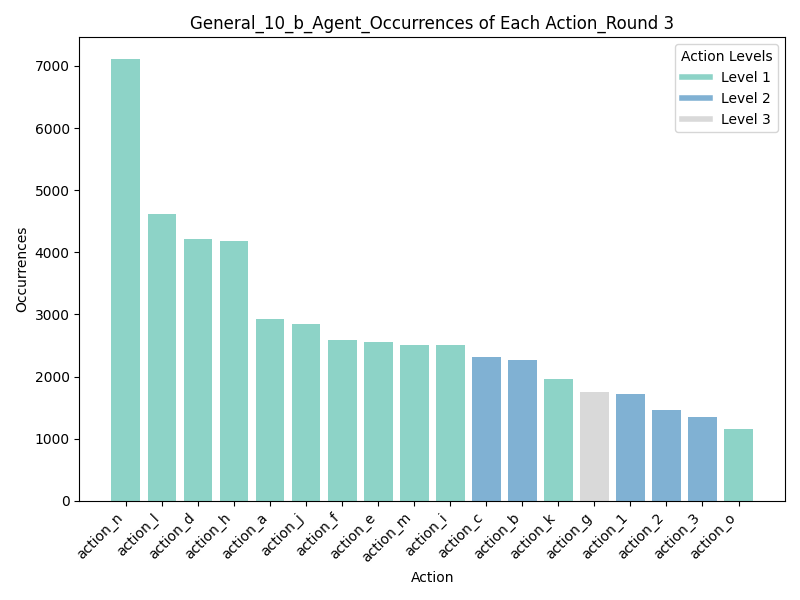 General_10_b_Agent_Occurrences of Each Action_Round 3
Action Levels
Level 1
Level 2
Level 3
Occurrences
7000
6000
5000
4000
3000
2000
1000
0
action_n
action_l
action_d
action_h
action_a
action_j
action_f
action_e
action_m
action_i
action_c
action_b
action_k
action_g
action_1
action_2
action_3
action_o
Action